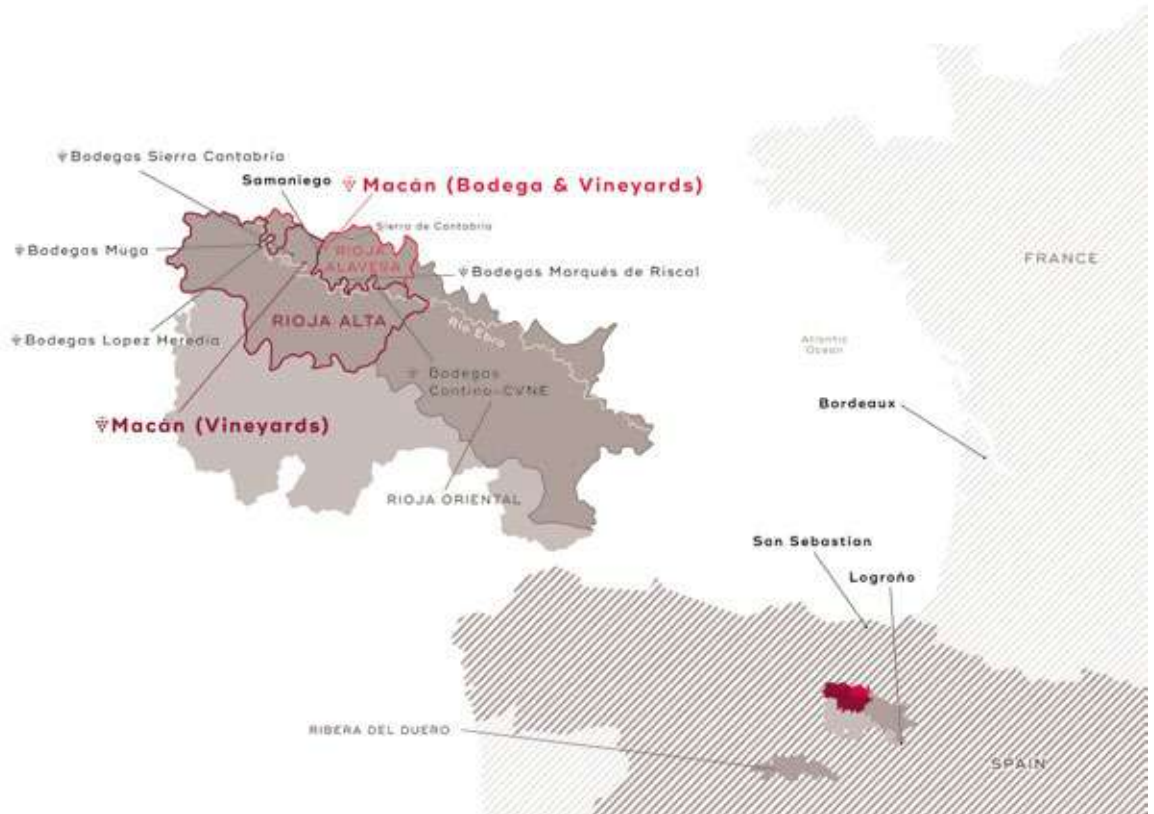 Bodegas Sierra Cantabria
Samaniego
Macán (Bodega & Vineyards)
Sierra de Cantabria
Bodegas Muga
RIOJA
ALAVERA
Bodegas Marqués de Riscal
FRANCE
RIOJA ALTA
Río Ebro
Bodegas Lopez Heredia
Atlantic
Ocean
Bodegas
Contino-CVNE
Bordeaux
Macán (Vineyards)
RIOJA ORIENTAL
San Sebastian
Logroño
RIBERA DEL DUERO
SPAIN